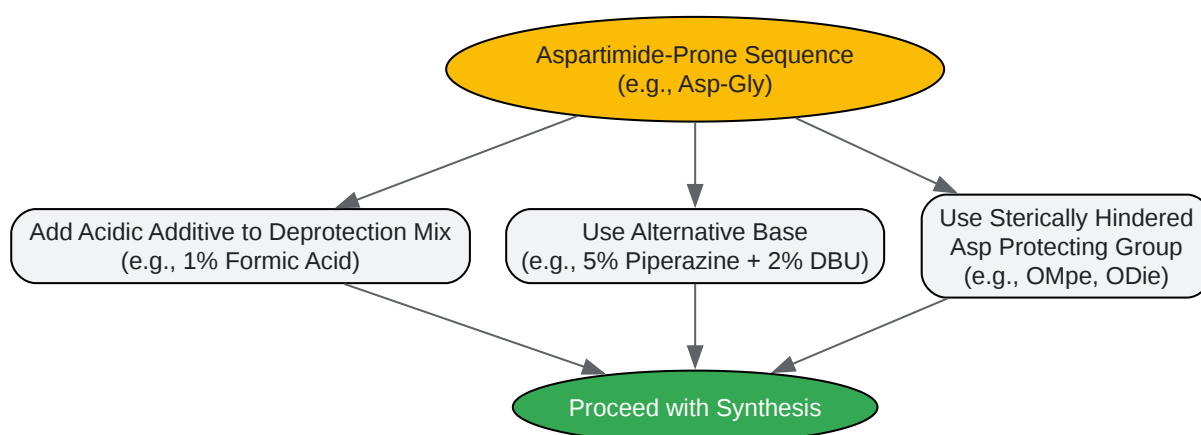 Aspartimide-Prone Sequence
(e.g., Asp-Gly)
Add Acidic Additive to Deprotection Mix
(e.g., 1% Formic Acid)
Use Alternative Base
(e.g., 5% Piperazine + 2% DBU)
Use Sterically Hindered
Asp Protecting Group
(e.g., OMpe, ODie)
Proceed with Synthesis